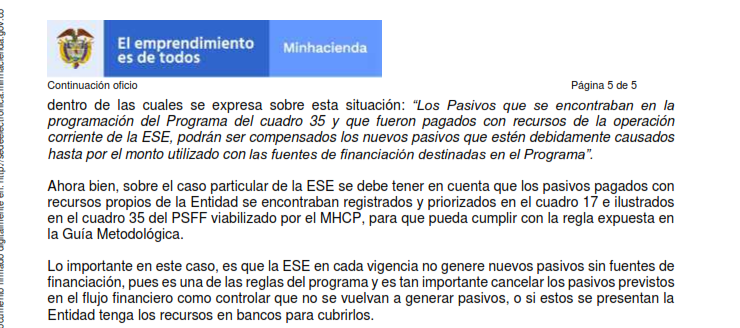 El emprendimiento
es de todos
Minhacienda
Continuación oficio
Página 5 de 5
dentro de las cuales se expresa sobre esta situación: “Los Pasivos que se encontraban en la
programación del Programa del cuadro 35 y que fueron pagados con recursos de la operación
corriente de la ESE, podrán ser compensados los nuevos pasivos que estén debidamente causados
hasta por el monto utilizado con las fuentes de financiación destinadas en el Programa”.
Ahora bien, sobre el caso particular de la ESE se debe tener en cuenta que los pasivos pagados con
recursos propios de la Entidad se encontraban registrados y priorizados en el cuadro 17 e ilustrados
en el cuadro 35 del PSFF viabilizado por el MHCP, para que pueda cumplir con la regla expuesta en
la Guía Metodológica.
Lo importante en este caso, es que la ESE en cada vigencia no genere nuevos pasivos sin fuentes de
financiación, pues es una de las reglas del programa y es tan importante cancelar los pasivos previstos
en el flujo financiero como controlar que no se vuelvan a generar pasivos, o si estos se presentan la
Entidad tenga los recursos en bancos para cubrirlos.
firmado digitalmente en: http//sedeelectronica.minhacienda.gov.co